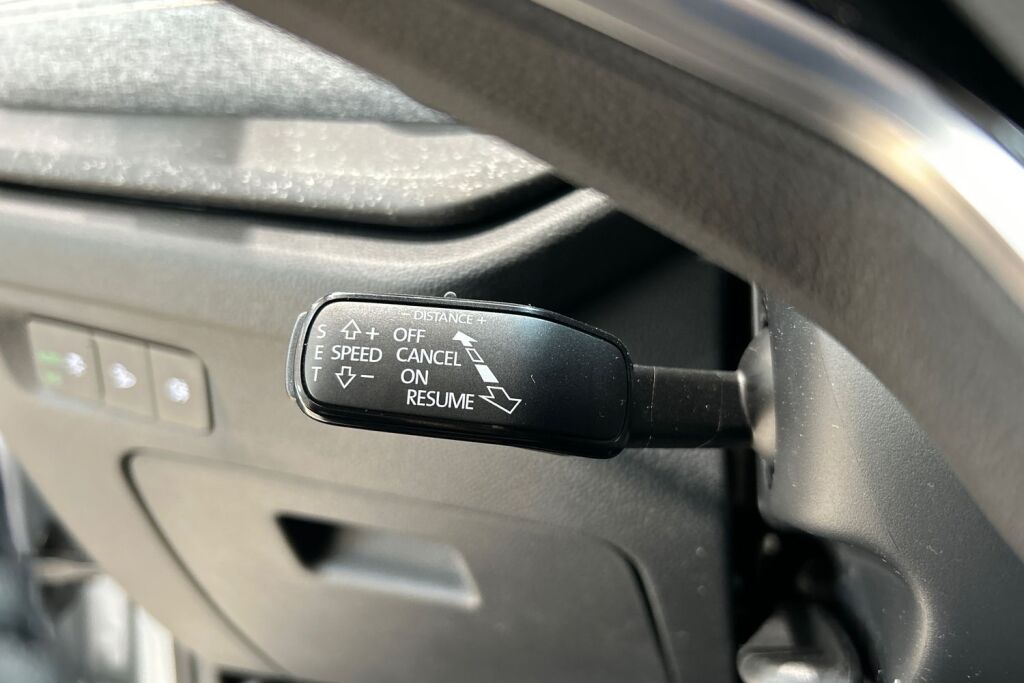 - DISTANCE +
S + OFF
E SPEED CANCEL
T - ON
RESUME